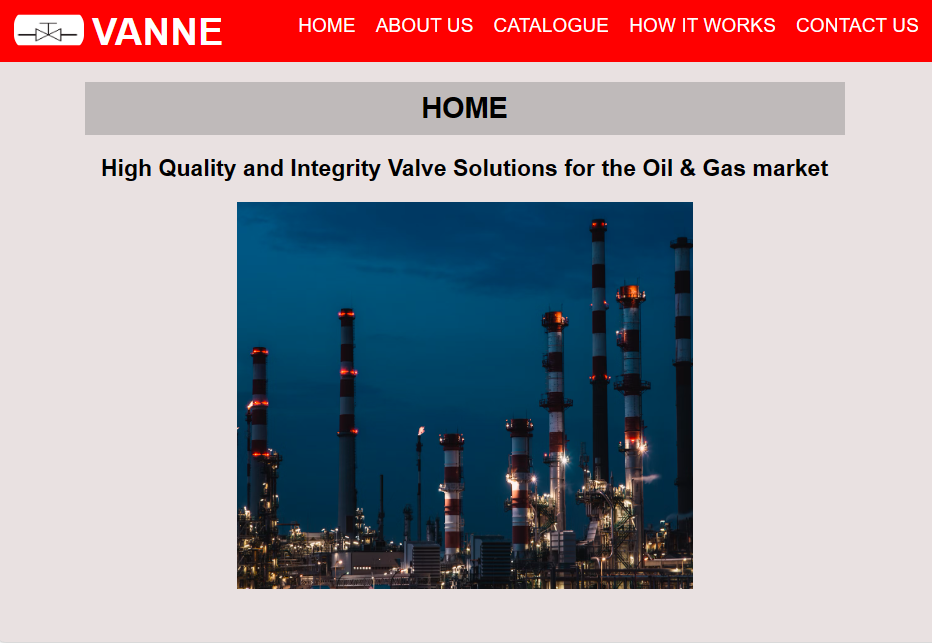 VANNE
HOME ABOUT US CATALOGUE HOW IT WORKS CONTACT US
HOME
High Quality and Integrity Valve Solutions for the Oil & Gas market